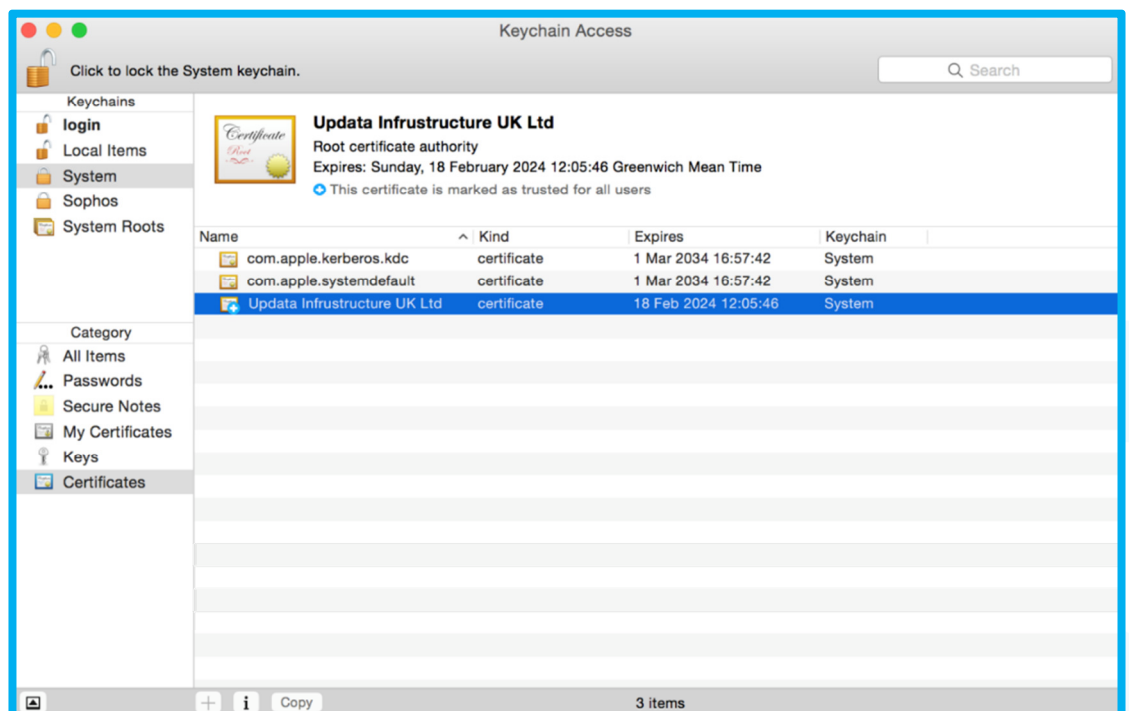 Keychain Access
Click to lock the System keychain.
Search
Keychains
login
Local Items
System
Sophos
System Roots
Certificate
Root
Updata Infrustructure UK Ltd
Root certificate authority
Expires: Sunday, 18 February 2024 12:05:46 Greenwich Mean Time
This certificate is marked as trusted for all users
Name Kind Expires Keychain
com.apple.kerberos.kdc certificate 1 Mar 2034 16:57:42 System
com.apple.systemdefault certificate 1 Mar 2034 16:57:42 System
Updata Infrustructure UK Ltd certificate 18 Feb 2024 12:05:46 System
Category
All Items
Passwords
Secure Notes
My Certificates
Keys
Certificates
+ i Copy 3 items